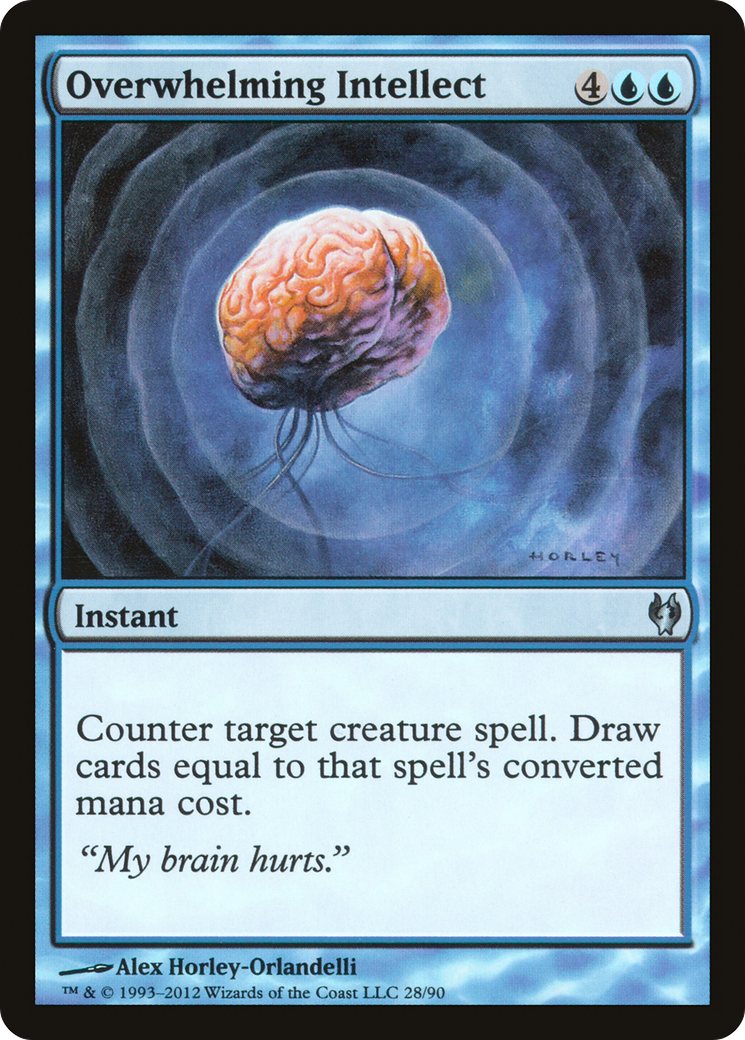 Overwhelming Intellect 4
HORLEY
Instant
Counter target creature spell. Draw
cards equal to that spell's converted
mana cost.
“My brain hurts.”
Alex Horley-Orlandelli
™ & © 1993–2012 Wizards of the Coast LLC 28/90